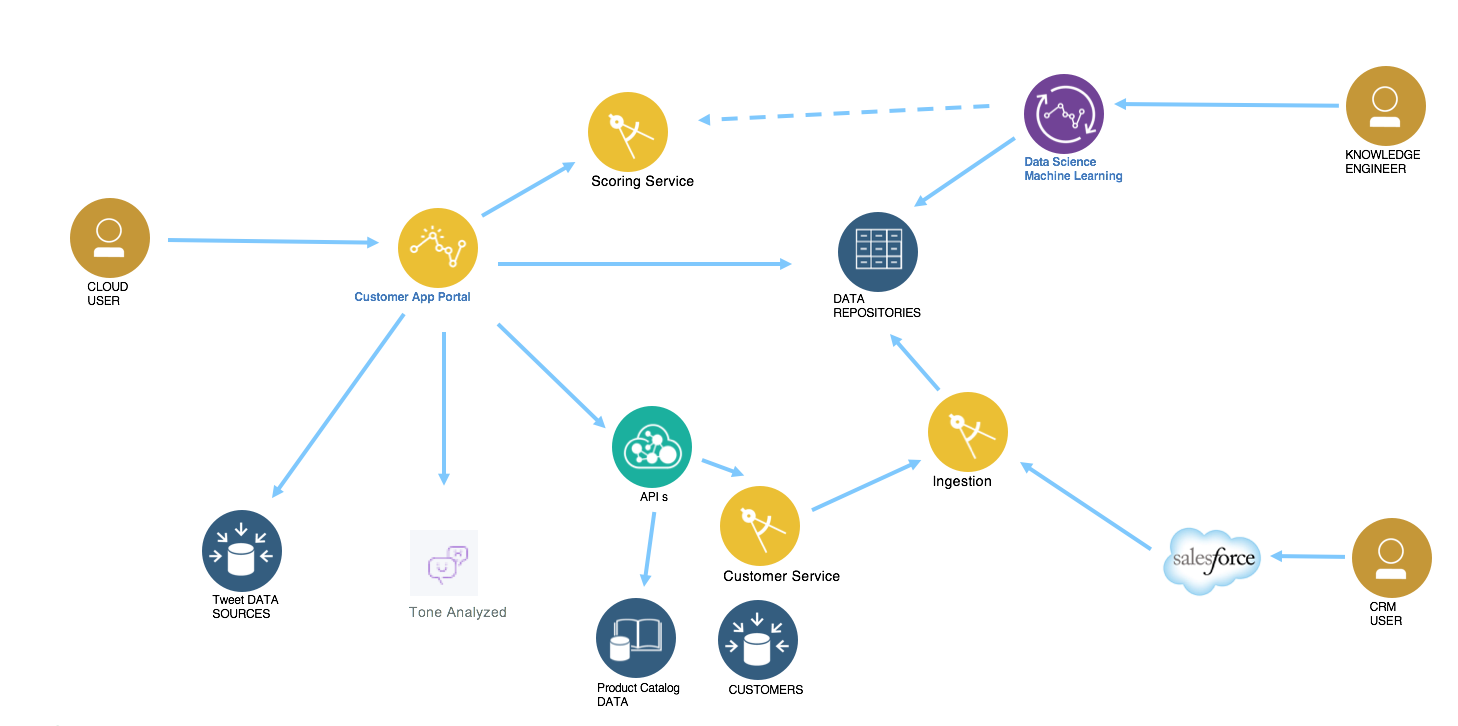 Scoring Service
Data Science
Machine Learning
KNOWLEDGE
ENGINEER
CLOUD
USER
Customer App Portal
DATA
REPOSITORIES
API s
Ingestion
Customer Service
salesforce
Tweet DATA
SOURCES
Tone Analyzed
CRM
USER
Product Catalog
DATA
CUSTOMERS